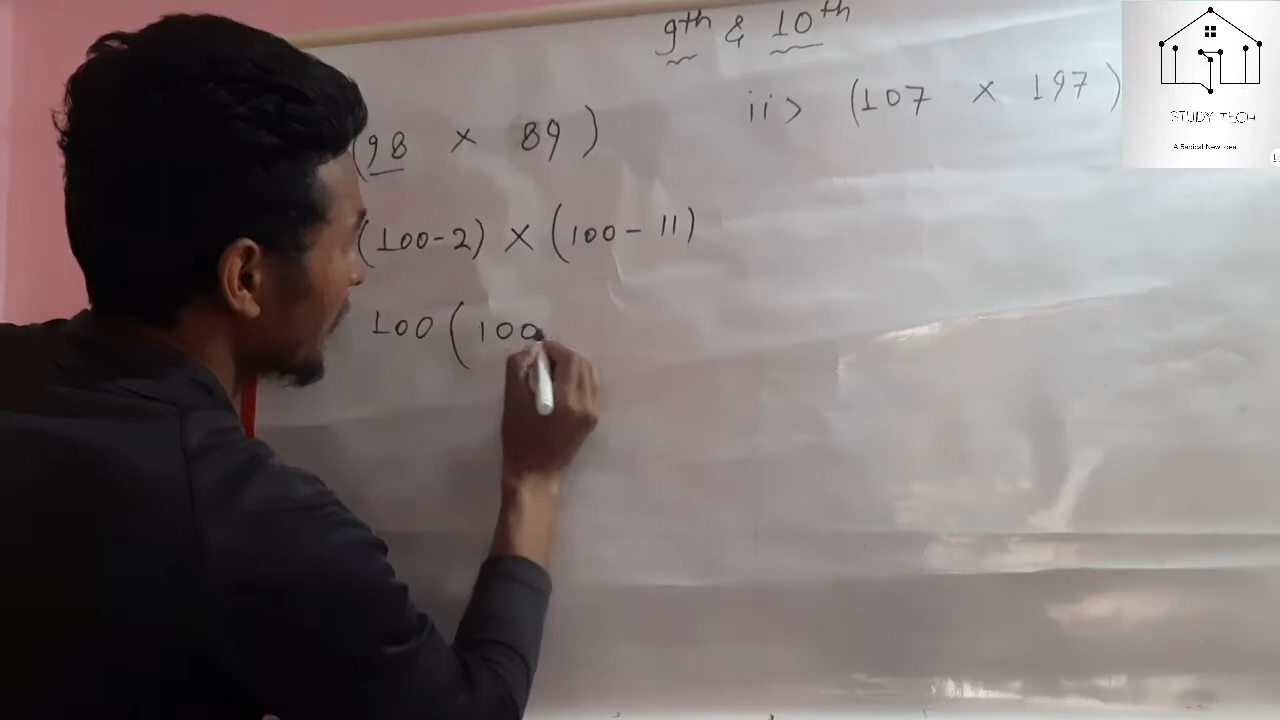 9th & 10th
(98 × 89)
ii> (107 × 197)
(100-2) × (100-11)
100 (100
STUDY TECH